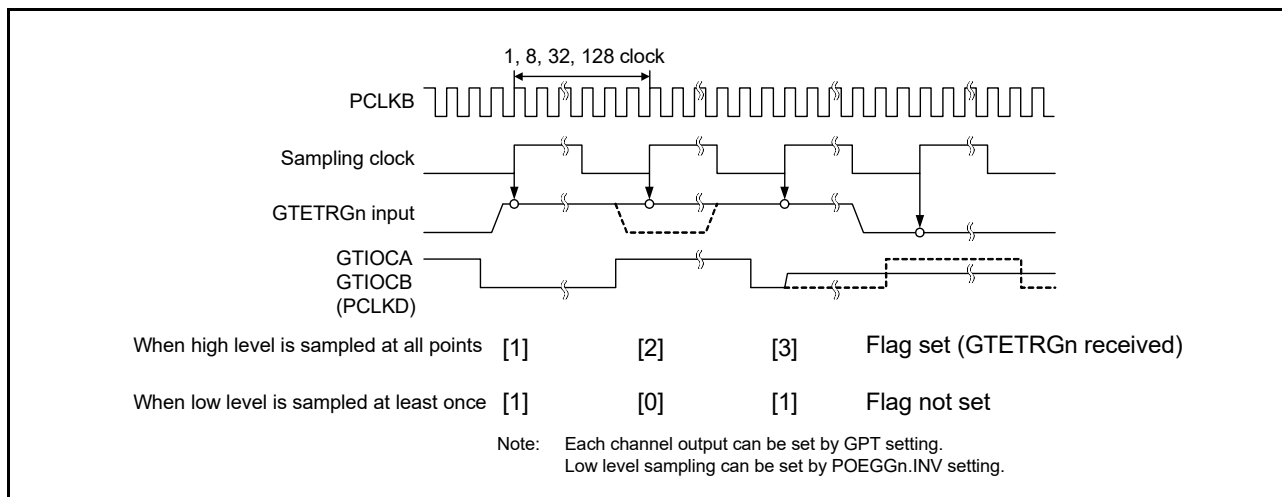 1, 8, 32, 128 clock
PCLKB
Sampling clock
GTETRGn input
GTIOCA
GTIOCB
(PCLKD)
When high level is sampled at all points [1] [2] [3] Flag set (GTETRGn received)
When low level is sampled at least once [1] [0] [1] Flag not set
Note: Each channel output can be set by GPT setting.
Low level sampling can be set by POEGGn.INV setting.